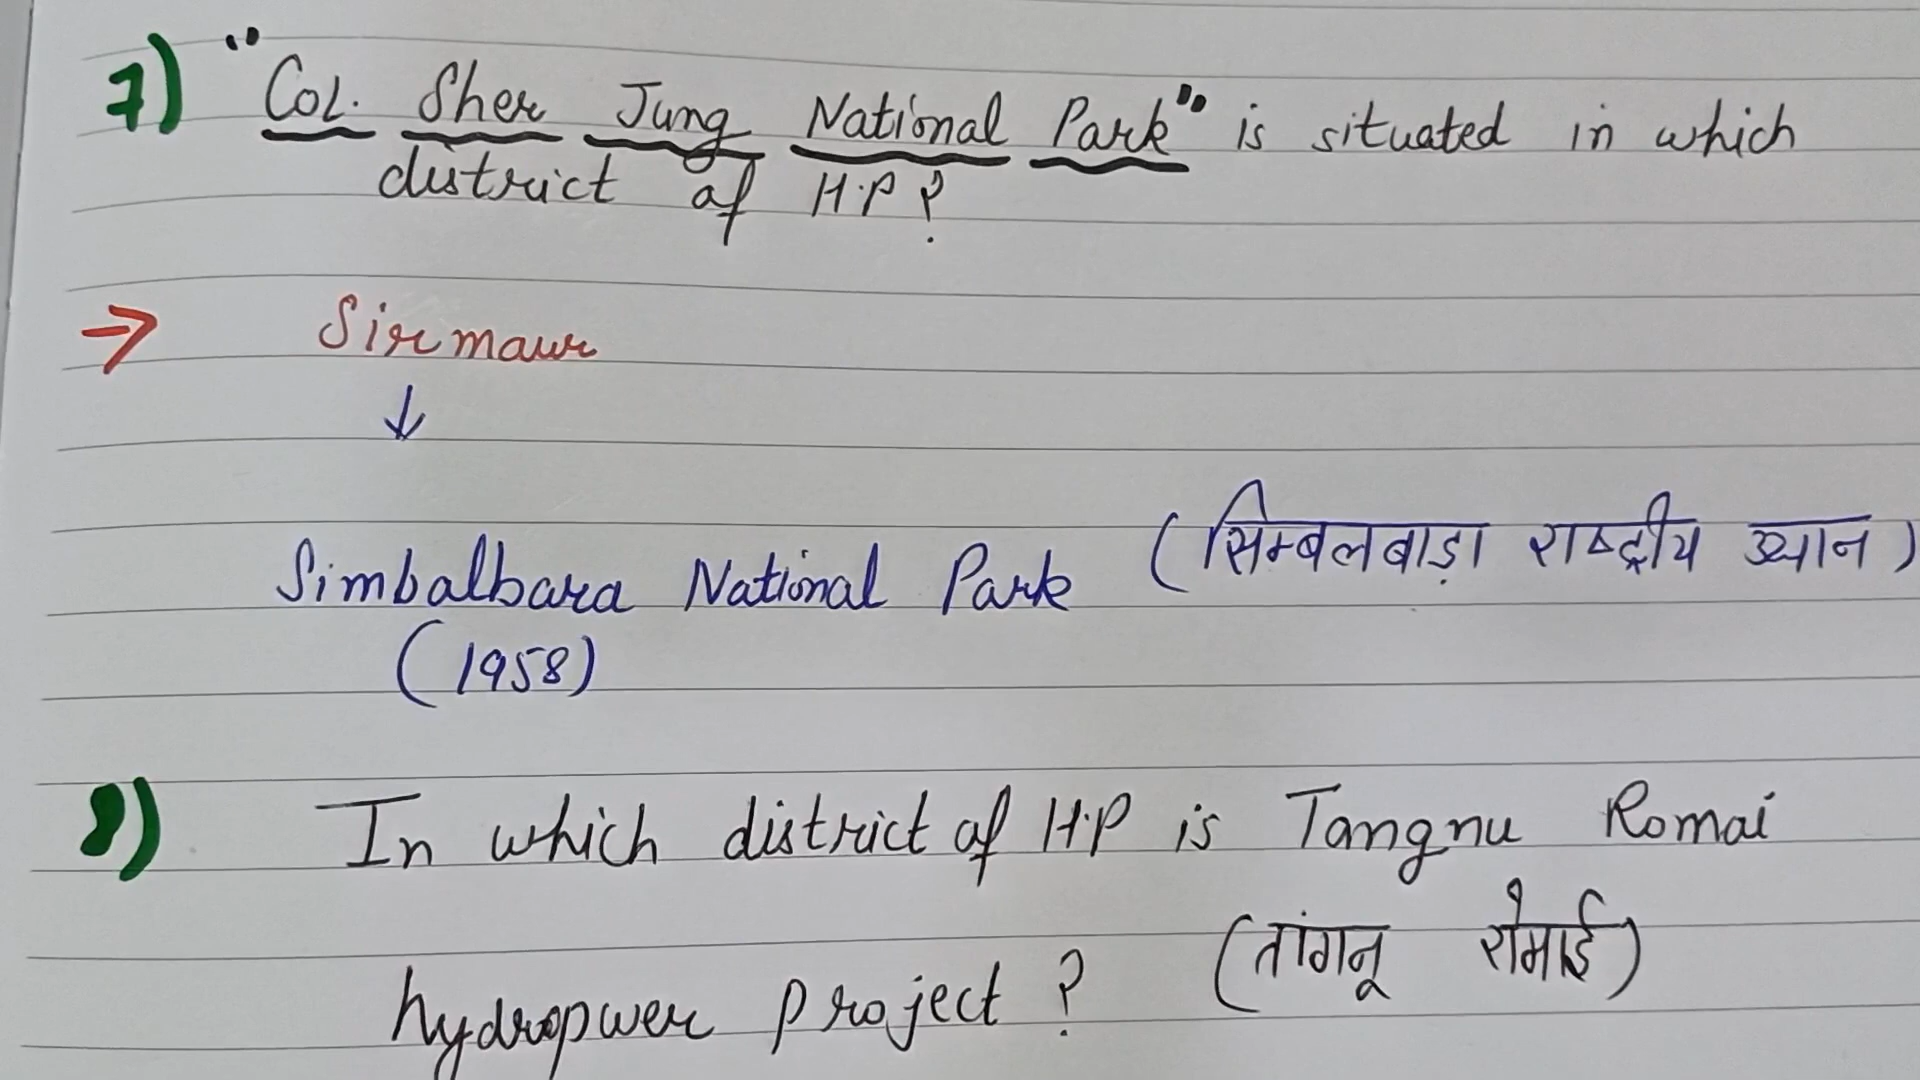 7) "Col. Sher Jung National Park" is situated in which
district of H.P?
→ Sirmaur
↓
Simbalbara National Park (सिम्बलबाड़ा राष्ट्रीय उद्यान)
(1958)
8) In which district of H.P is Tangnu Romai
hydropwer project? (तांगनू रोमाई)